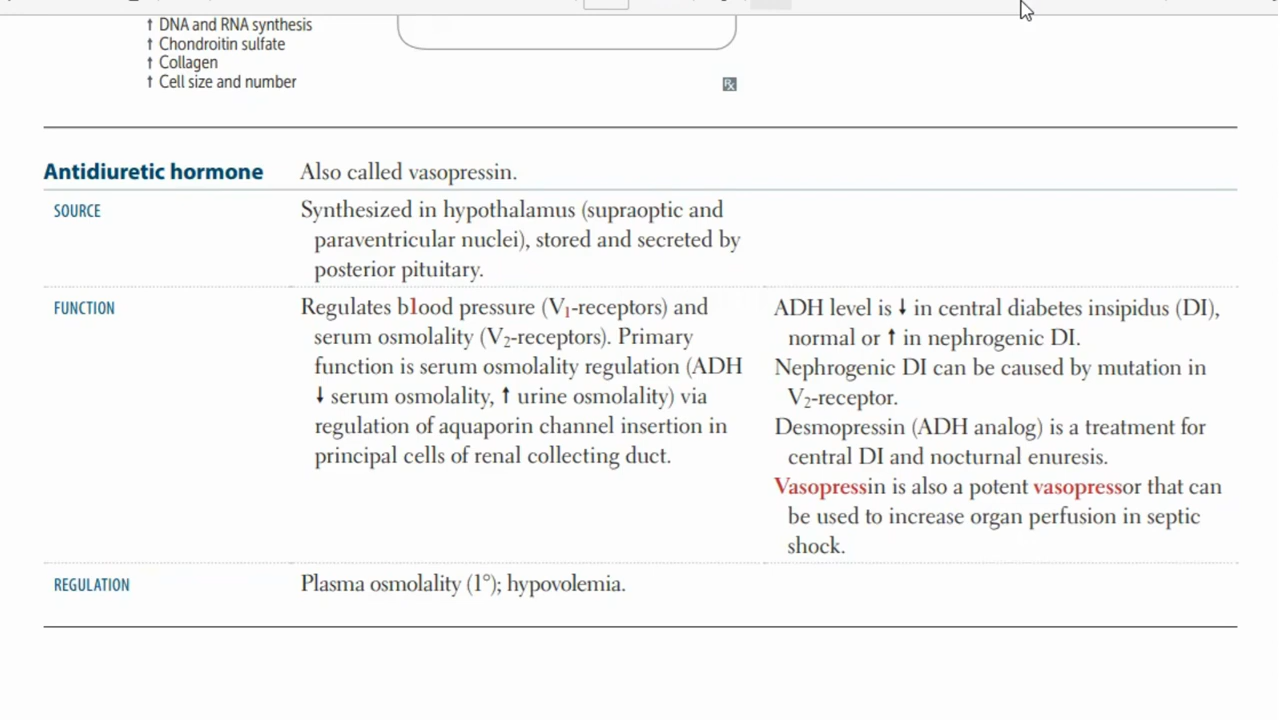 ↑ DNA and RNA synthesis
↑ Chondroitin sulfate
↑ Collagen
↑ Cell size and number
Rx
Antidiuretic hormone
Also called vasopressin.
SOURCE
Synthesized in hypothalamus (supraoptic and
paraventricular nuclei), stored and secreted by
posterior pituitary.
FUNCTION
Regulates blood pressure (V₁-receptors) and
serum osmolality (V₂-receptors). Primary
function is serum osmolality regulation (ADH
↓ serum osmolality, ↑ urine osmolality) via
regulation of aquaporin channel insertion in
principal cells of renal collecting duct.
ADH level is ↓ in central diabetes insipidus (DI),
normal or ↑ in nephrogenic DI.
Nephrogenic DI can be caused by mutation in
V₂-receptor.
Desmopressin (ADH analog) is a treatment for
central DI and nocturnal enuresis.
Vasopressin is also a potent vasopressor that can
be used to increase organ perfusion in septic
shock.
REGULATION
Plasma osmolality (1°); hypovolemia.